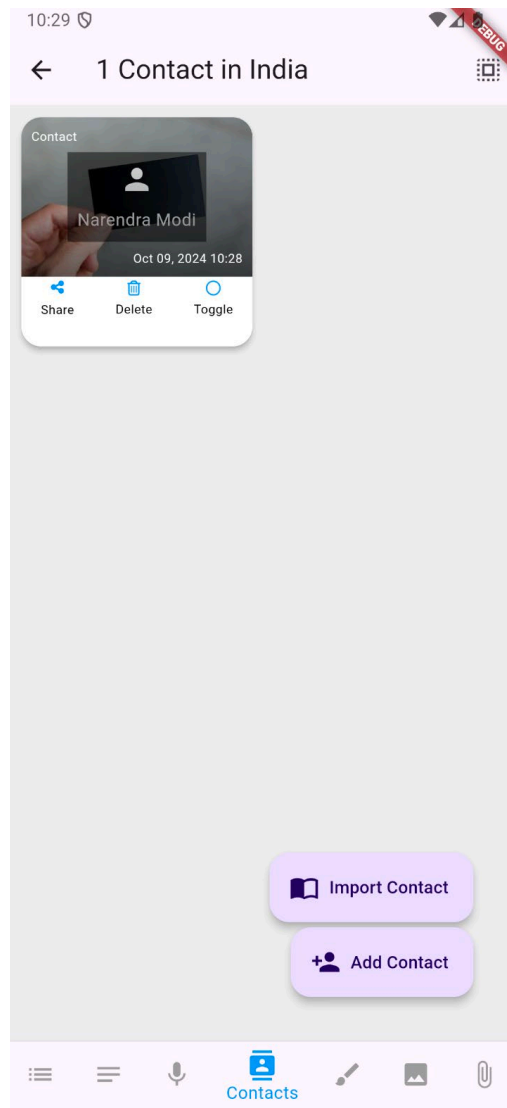 10:29
DEBUG
1 Contact in India
Contact
Narendra Modi
Oct 09, 2024 10:28
Share Delete Toggle
Import Contact
Add Contact
Contacts